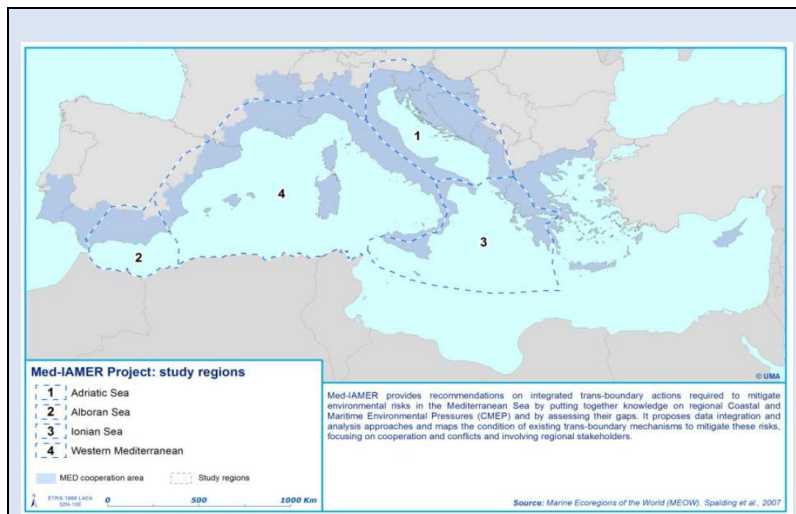 1
4
2
3
© UMA
Med-IAMER Project: study regions
1 Adriatic Sea
2 Alboran Sea
3 Ionian Sea
4 Western Mediterranean
MED cooperation area Study regions
ETRS 1989 LAEA
52N-10E
0 500 1000 Km
Med-IAMER provides recommendations on integrated trans-boundary actions required to mitigate
environmental risks in the Mediterranean Sea by putting together knowledge on regional Coastal and
Maritime Environmental Pressures (CMEP) and by assessing their gaps. It proposes data integration and
analysis approaches and maps the condition of existing trans-boundary mechanisms to mitigate these risks,
focusing on cooperation and conflicts and involving regional stakeholders.
Source: Marine Ecoregions of the World (MEOW). Spalding et al., 2007